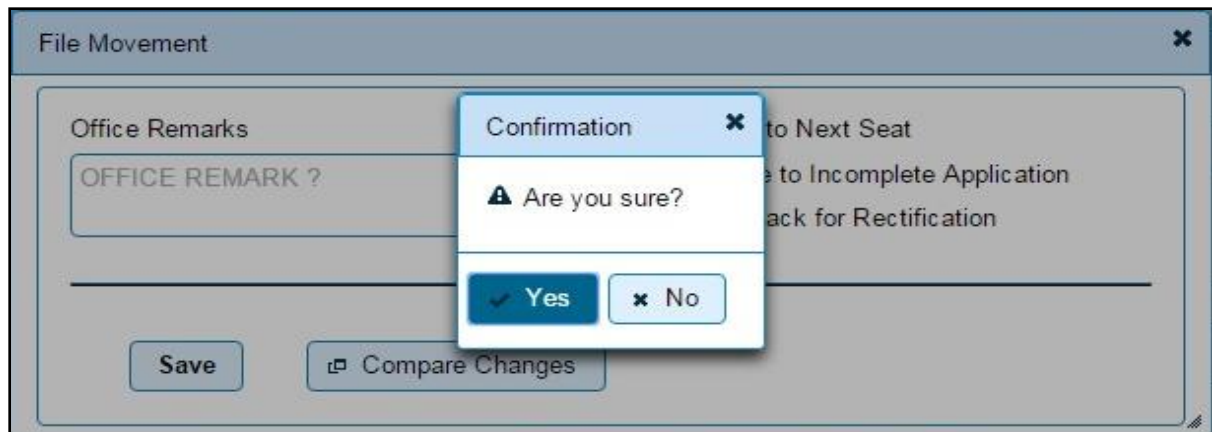 File Movement
Office Remarks
OFFICE REMARK ?
to Next Seat
to Incomplete Application
for Rectification
Confirmation
Are you sure?
Yes
No
Save
Compare Changes